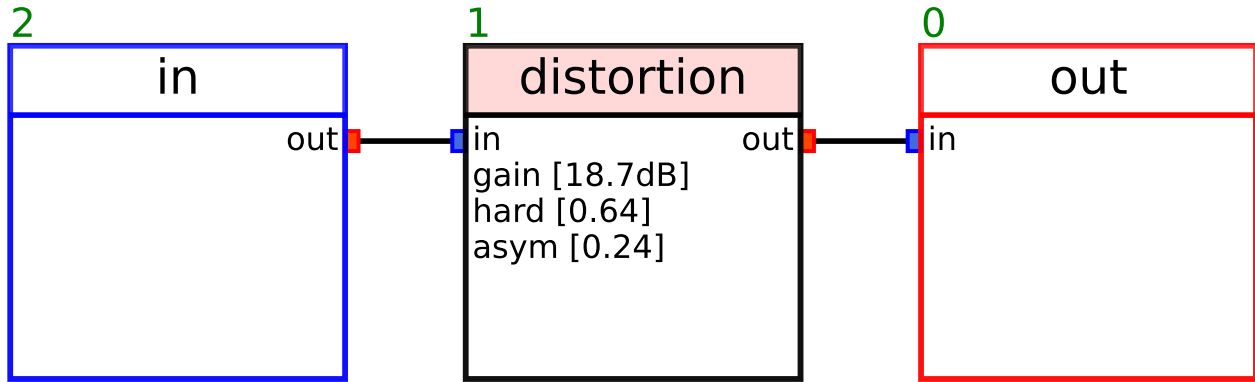 2
in
out
1
distortion
in
out
gain [18.7dB]
hard [0.64]
asym [0.24]
0
out
in